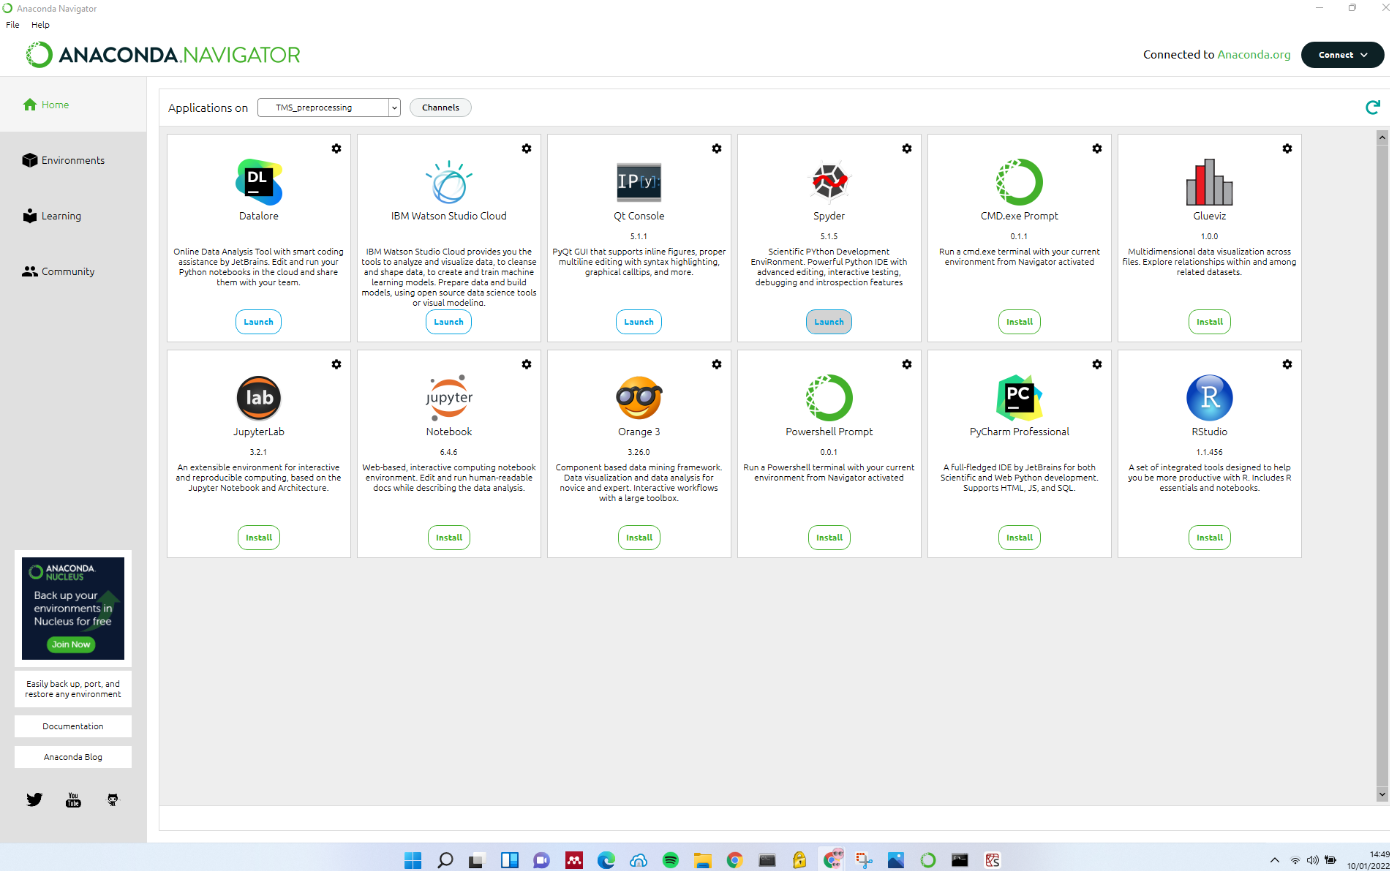 Anaconda Navigator
File Help
ANACONDA.NAVIGATOR
Connected to Anaconda.org
Connect
Home
Environments
Learning
Community
Applications on
TMS_preprocessing
Channels
DL
Datalore
Online Data Analysis Tool with smart coding
assistance by JetBrains. Edit and run your
Python notebooks in the cloud and share
them with your team.
Launch
IBM Watson Studio Cloud
IBM Watson Studio Cloud provides you the
tools to analyze and visualize data, to cleanse
and shape data, to create and train machine
learning models. Prepare data and build
models, using open source data science tools
or visual modeling.
Launch
IP[y]:
Qt Console
5.1.1
PyQt GUI that supports inline figures, proper
multiline editing with syntax highlighting,
graphical calltips, and more.
Launch
Spyder
5.1.5
Scientific PYthon Development
EnviRonment. Powerful Python IDE with
advanced editing, interactive testing,
debugging and introspection features
Launch
CMD.exe Prompt
0.1.1
Run a cmd.exe terminal with your current
environment from Navigator activated
Install
Glueviz
1.0.0
Multidimensional data visualization across
files. Explore relationships within and among
related datasets.
Install
lab
JupyterLab
3.2.1
An extensible environment for interactive
and reproducible computing, based on the
Jupyter Notebook and Architecture.
Install
jupyter
Notebook
6.4.6
Web-based, interactive computing notebook
environment. Edit and run human-readable
docs while describing the data analysis.
Install
Orange 3
3.26.0
Component based data mining framework.
Data visualization and data analysis for
novice and expert. Interactive workflows
with a large toolbox.
Install
Powershell Prompt
0.0.1
Run a Powershell terminal with your current
environment from Navigator activated
Install
PC
PyCharm Professional
A full-fledged IDE by JetBrains for both
Scientific and Web Python development.
Supports HTML, JS, and SQL.
Install
R
RStudio
1.1.456
A set of integrated tools designed to help
you be more productive with R. Includes R
essentials and notebooks.
Install
ANACONDA.
NUCLEUS
Back up your
environments in
Nucleus for free
Join Now
Easily back up, port, and
restore any environment
Documentation
Anaconda Blog
You
Tube
14:49
10/01/2022